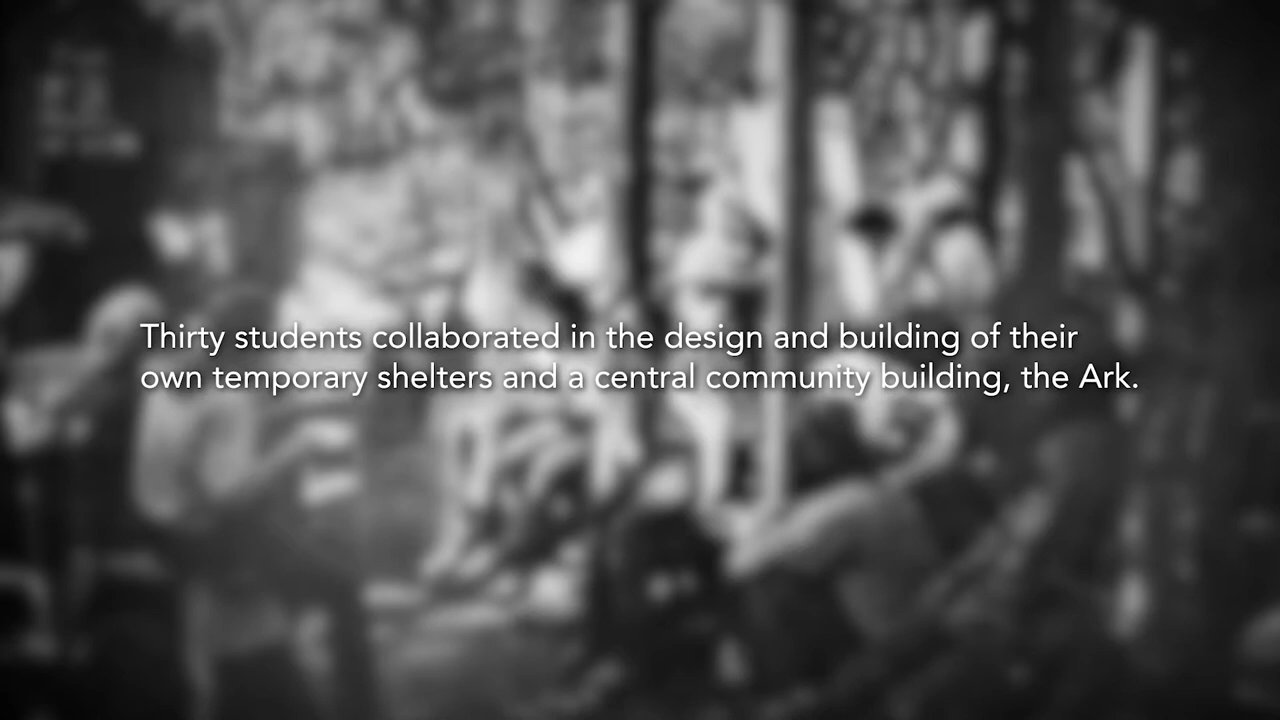 Thirty students collaborated in the design and building of their
own temporary shelters and a central community building, the Ark.